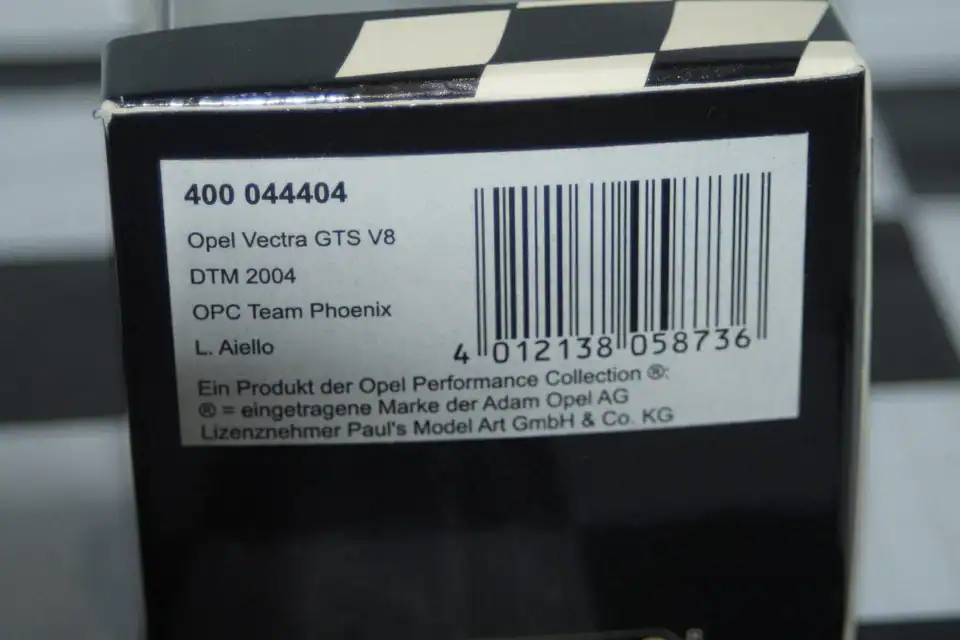 400 044404
Opel Vectra GTS V8
DTM 2004
OPC Team Phoenix
L. Aiello
4 012138 058736
Ein Produkt der Opel Performance Collection ®:
® = eingetragene Marke der Adam Opel AG
Lizenznehmer Paul's Model Art GmbH & Co. KG